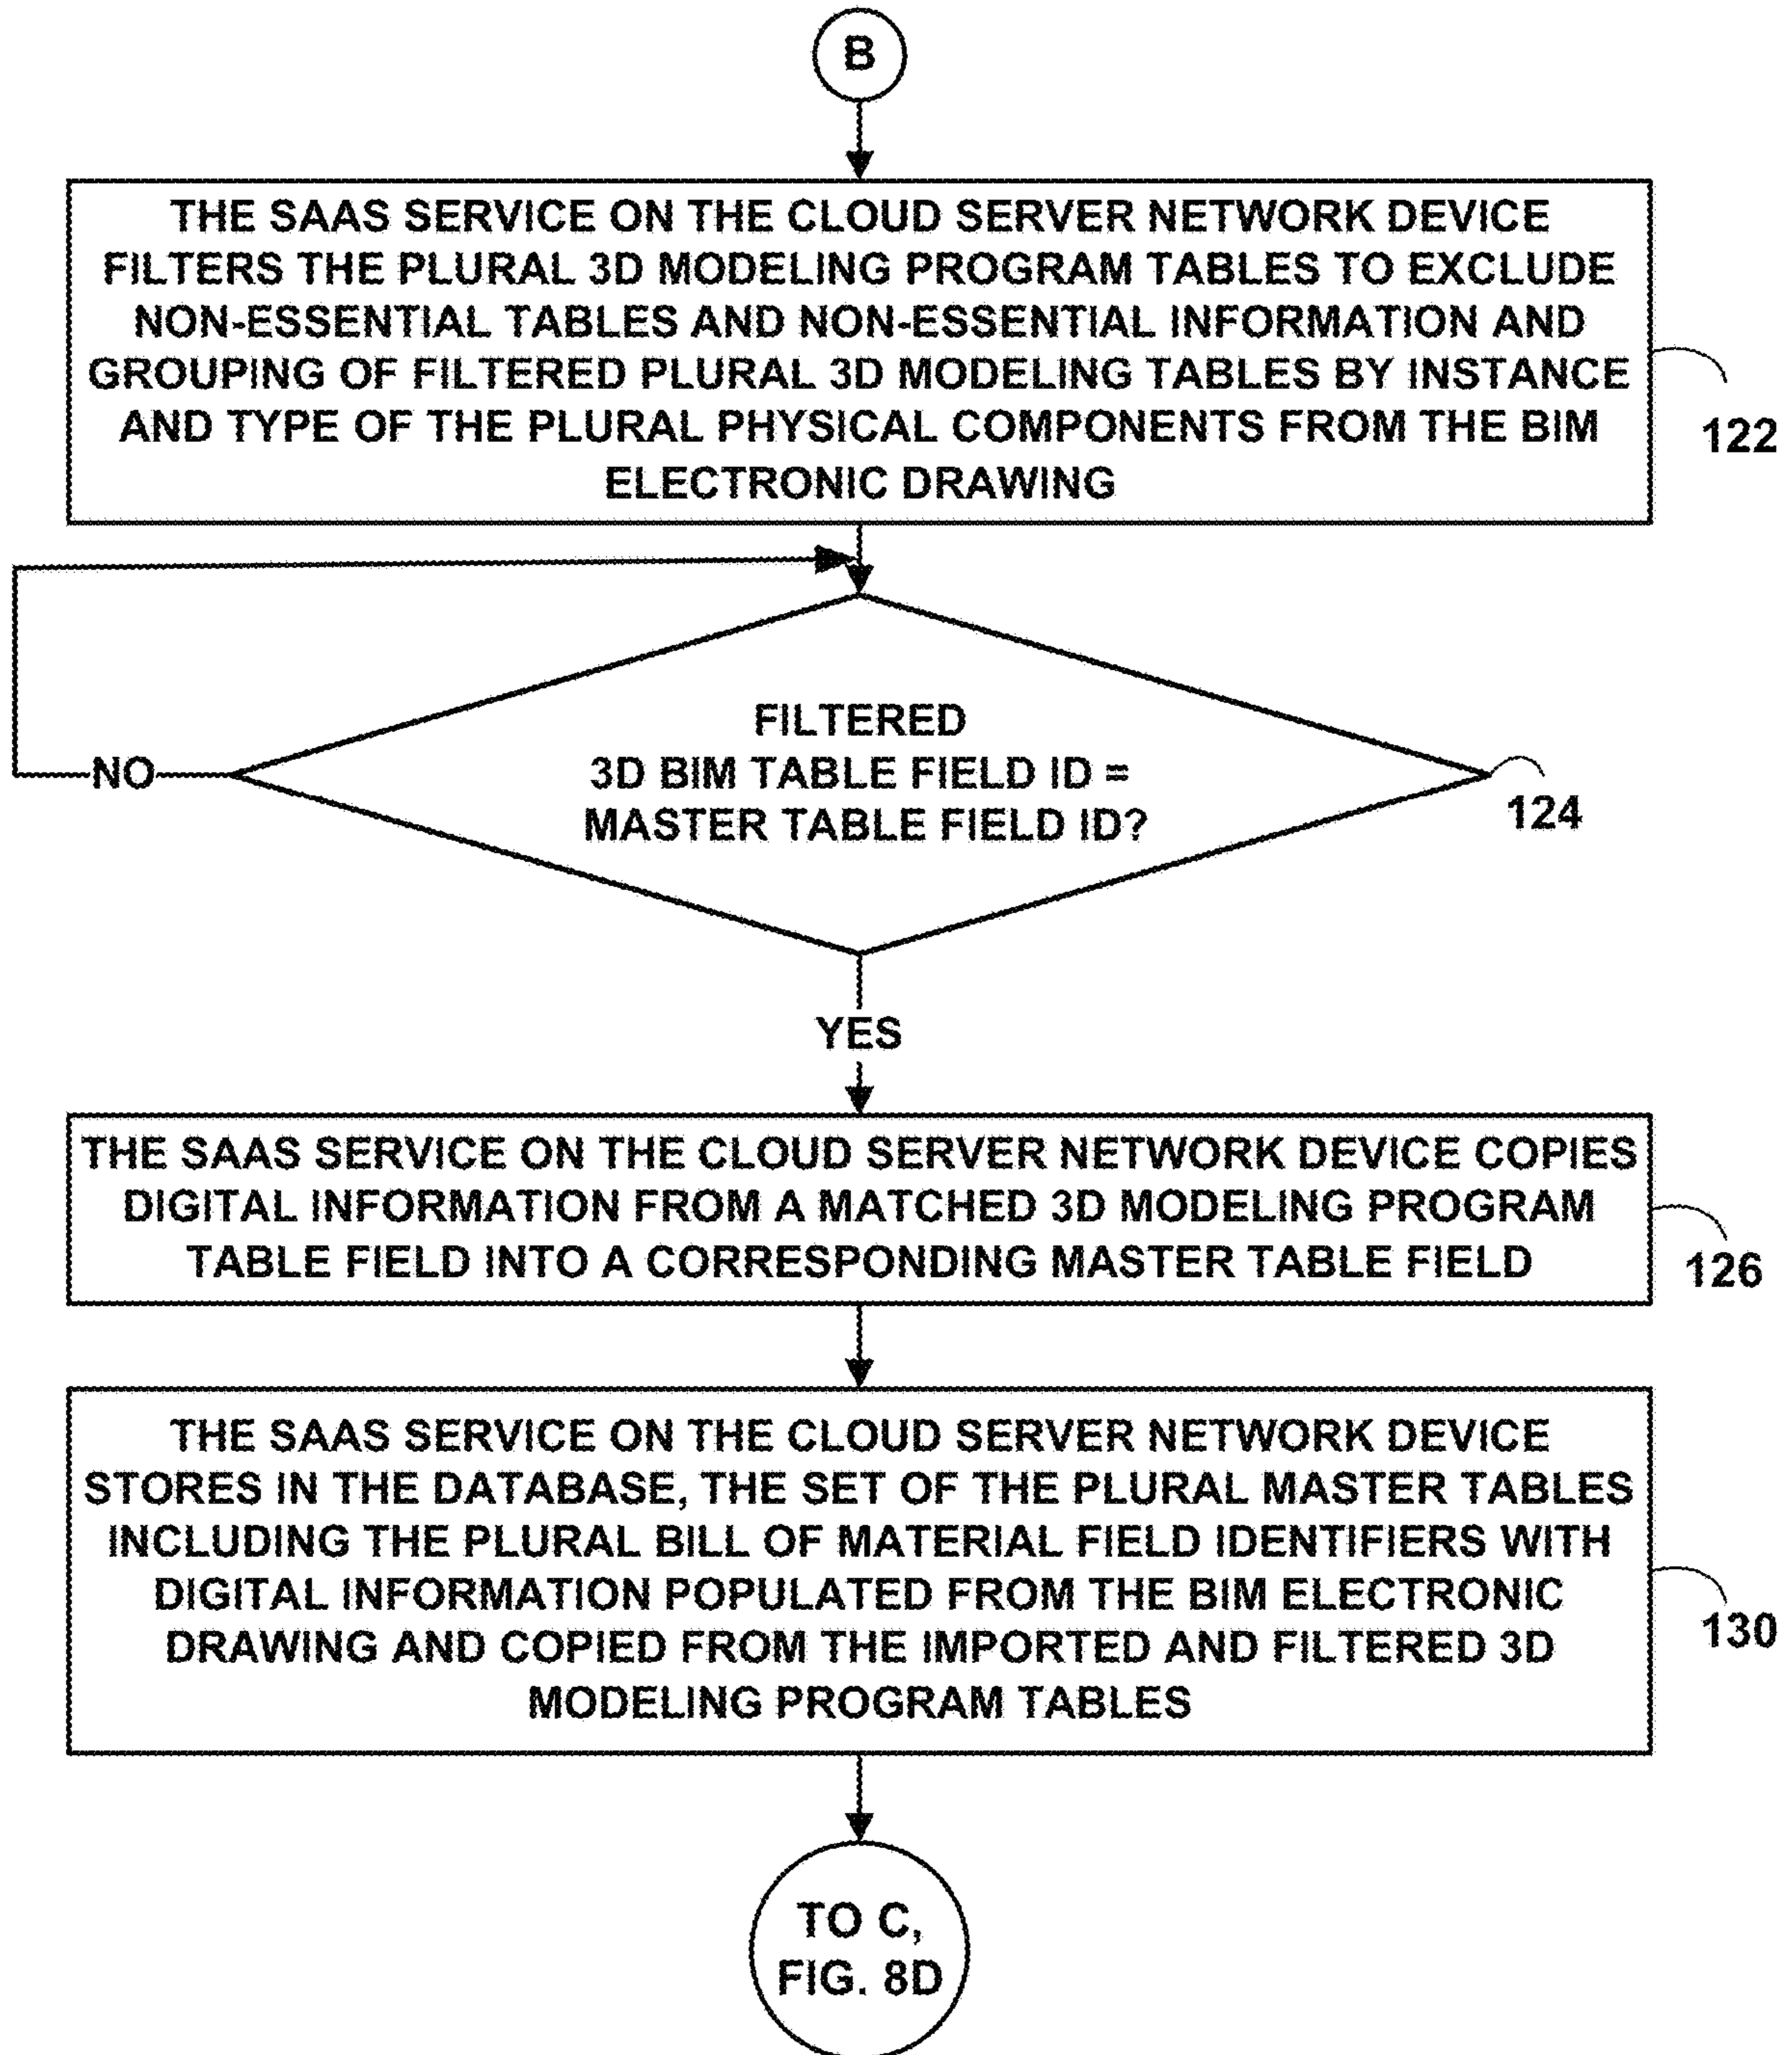 B
THE SAAS SERVICE ON THE CLOUD SERVER NETWORK DEVICE
FILTERS THE PLURAL 3D MODELING PROGRAM TABLES TO EXCLUDE
NON-ESSENTIAL TABLES AND NON-ESSENTIAL INFORMATION AND
GROUPING OF FILTERED PLURAL 3D MODELING TABLES BY INSTANCE
AND TYPE OF THE PLURAL PHYSICAL COMPONENTS FROM THE BIM
ELECTRONIC DRAWING
122
FILTERED
3D BIM TABLE FIELD ID =
MASTER TABLE FIELD ID?
NO
124
YES
THE SAAS SERVICE ON THE CLOUD SERVER NETWORK DEVICE COPIES
DIGITAL INFORMATION FROM A MATCHED 3D MODELING PROGRAM
TABLE FIELD INTO A CORRESPONDING MASTER TABLE FIELD
126
THE SAAS SERVICE ON THE CLOUD SERVER NETWORK DEVICE
STORES IN THE DATABASE, THE SET OF THE PLURAL MASTER TABLES
INCLUDING THE PLURAL BILL OF MATERIAL FIELD IDENTIFIERS WITH
DIGITAL INFORMATION POPULATED FROM THE BIM ELECTRONIC
DRAWING AND COPIED FROM THE IMPORTED AND FILTERED 3D
MODELING PROGRAM TABLES
130
TO C,
FIG. 8D